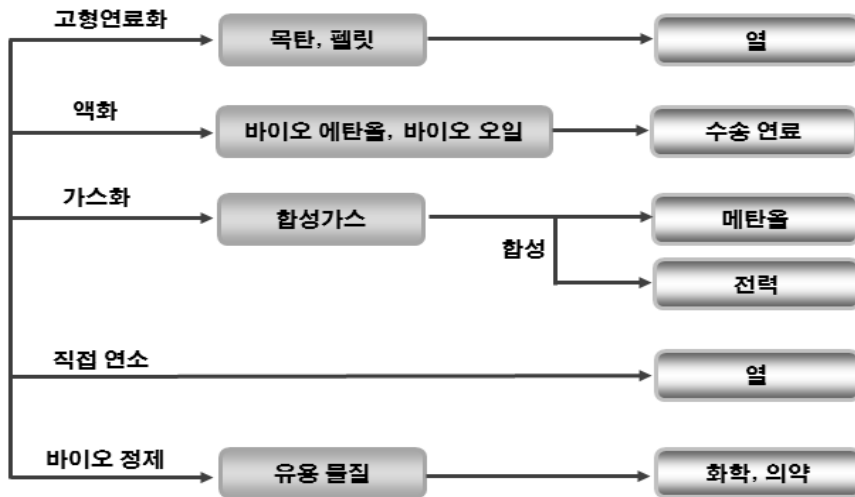 고형연료화
목탄, 펠릿
열
액화
바이오 에탄올, 바이오 오일
수송 연료
가스화
합성가스
메탄올
합성
전력
직접 연소
열
바이오 정제
유용 물질
화학, 의약